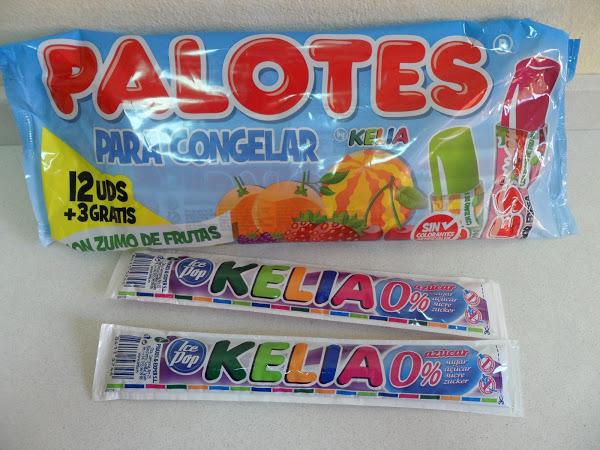 PALOTES
PARA CONGELAR
KELIA
12 UDS
+3 GRATIS
CON ZUMO DE FRUTAS
SIN
COLORANTES
ES
Ice Pop
KELIA
0%
azúcar
sugar
açúcar
sucre
zucker
Ice Pop
KELIA
0%
azúcar
sugar
açúcar
sucre
zucker